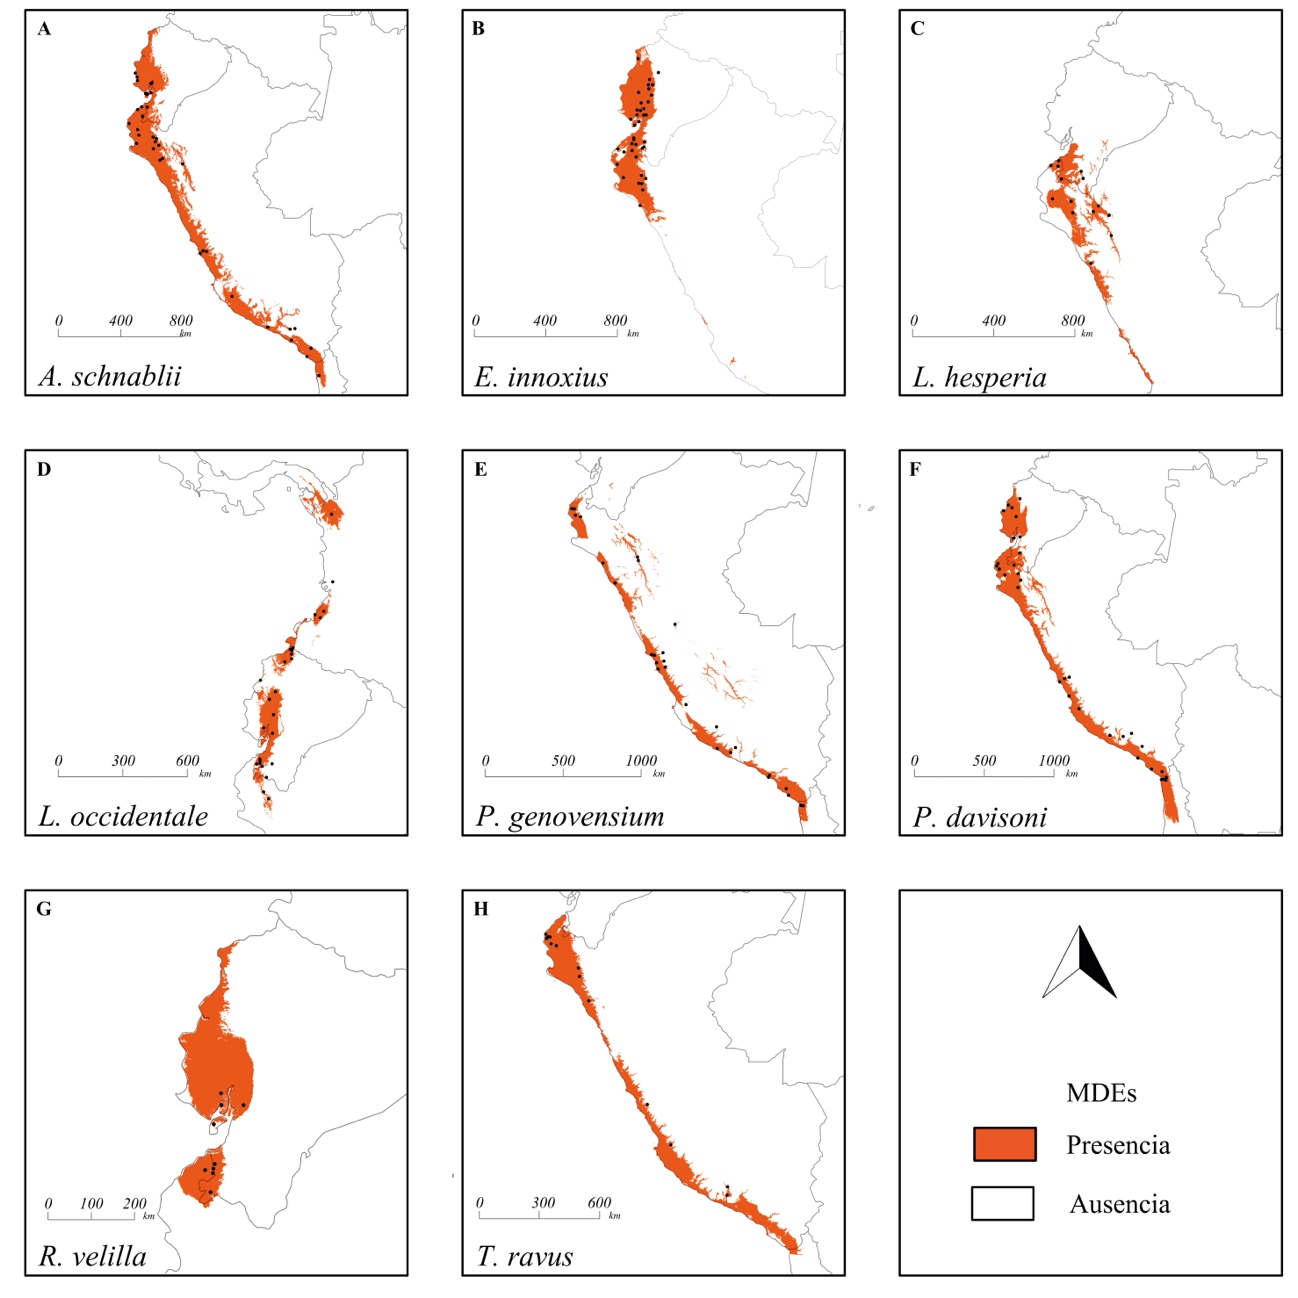 A
0 400 800 km
A. schnablii
B
0 400 800 km
E. innoxius
C
0 400 800 km
L. hesperia
D
0 300 600 km
L. occidentale
E
0 500 1000 km
P. genovensium
F
0 500 1000 km
P. davisoni
G
0 100 200 km
R. velilla
H
0 300 600 km
T. ravus
MDEs
Presencia
Ausencia